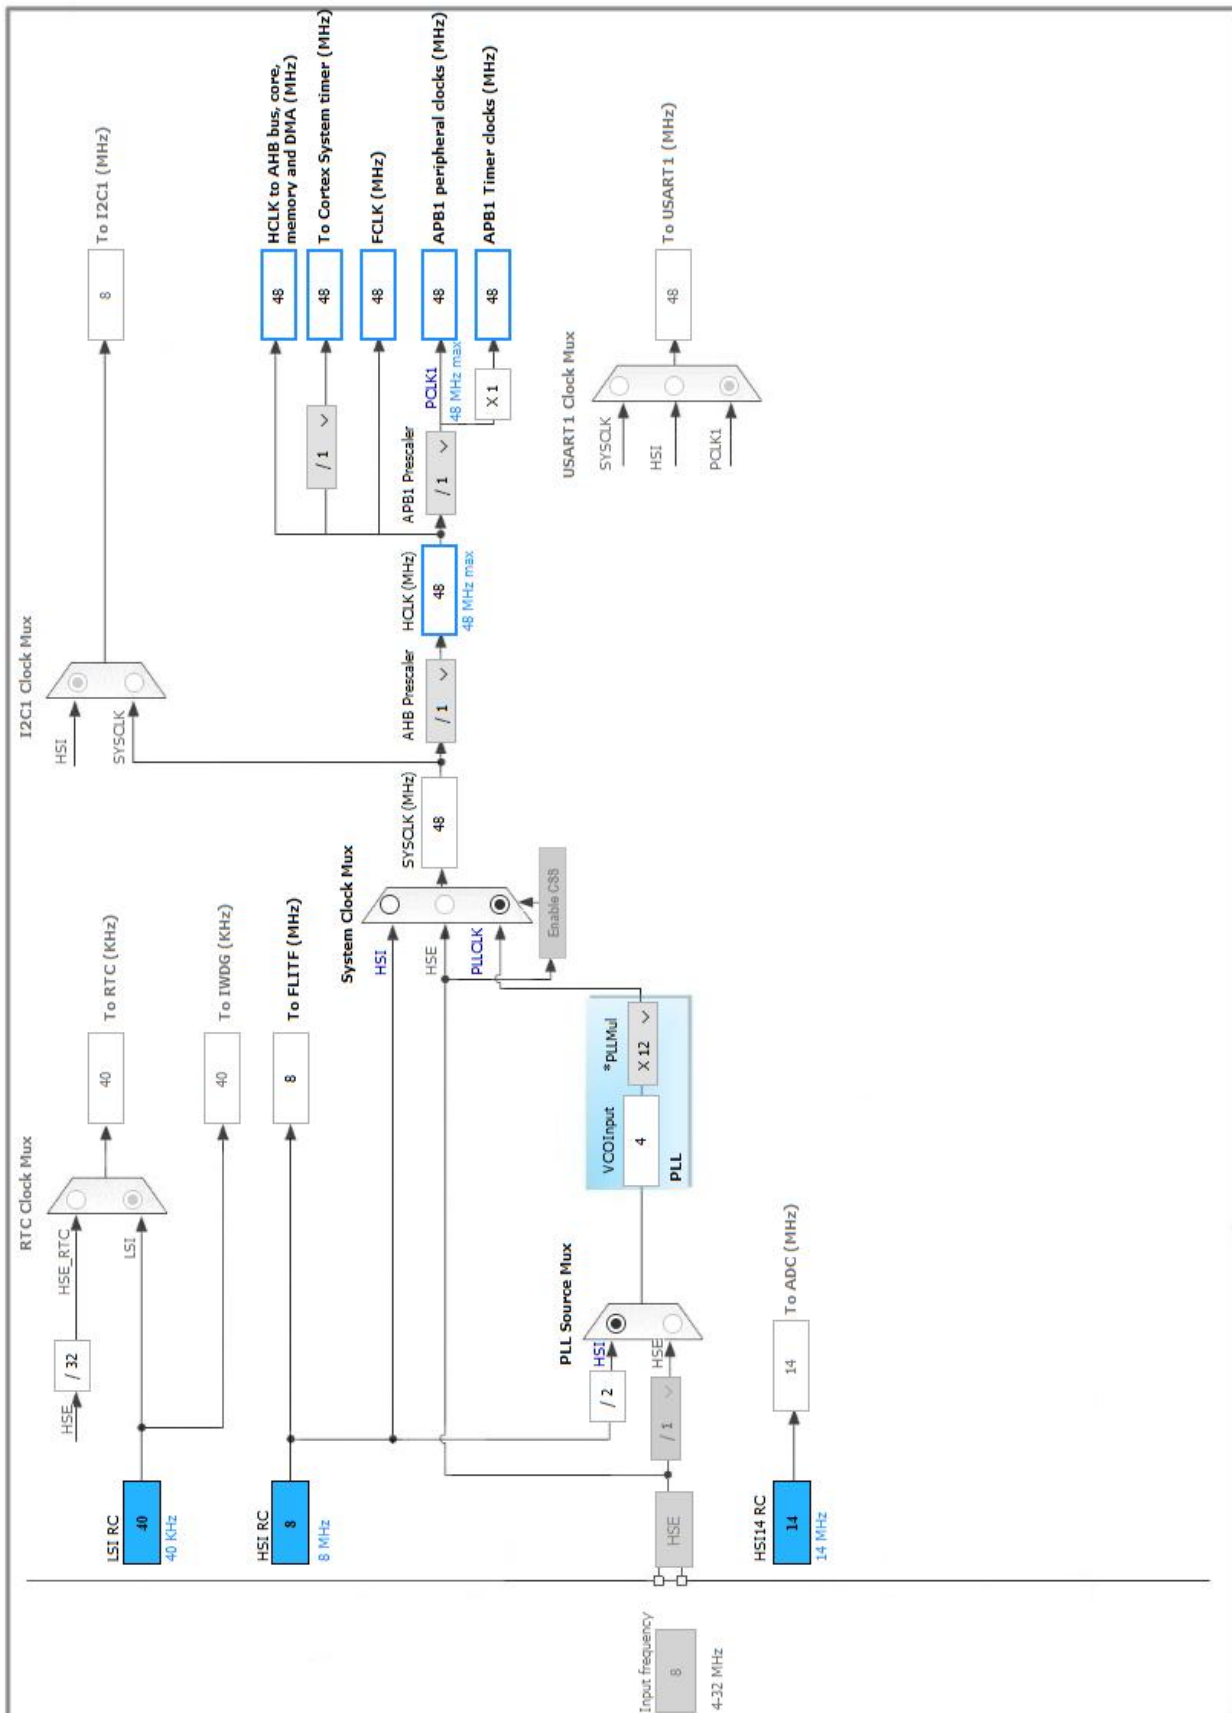 RTC Clock Mux
HSE
/ 32
HSE_RTC
LSI
40
To RTC (KHz)
LSI RC
40
40 KHz
40
To IWDG (KHz)
HSI RC
8
8 MHz
8
To FLITF (MHz)
I2C1 Clock Mux
HSI
SYSCLK
8
To I2C1 (MHz)
System Clock Mux
HSI
HSE
PLLCLK
Enable CSS
SYSCLK (MHz)
48
AHB Prescaler
/ 1
HCLK (MHz)
48
48 MHz max
/ 1
APB1 Prescaler
/ 1
PCLK1
48 MHz max
X 1
48
HCLK to AHB bus, core,
memory and DMA (MHz)
48
To Cortex System timer (MHz)
48
FCLK (MHz)
48
APB1 peripheral clocks (MHz)
48
APB1 Timer clocks (MHz)
PLL Source Mux
/ 2
HSI
HSE
/ 1
VCOInput
4
*PLLMul
X 12
PLL
Input frequency
8
4-32 MHz
HSE
HSI14 RC
14
14 MHz
14
To ADC (MHz)
USART1 Clock Mux
SYSCLK
HSI
PCLK1
48
To USART1 (MHz)